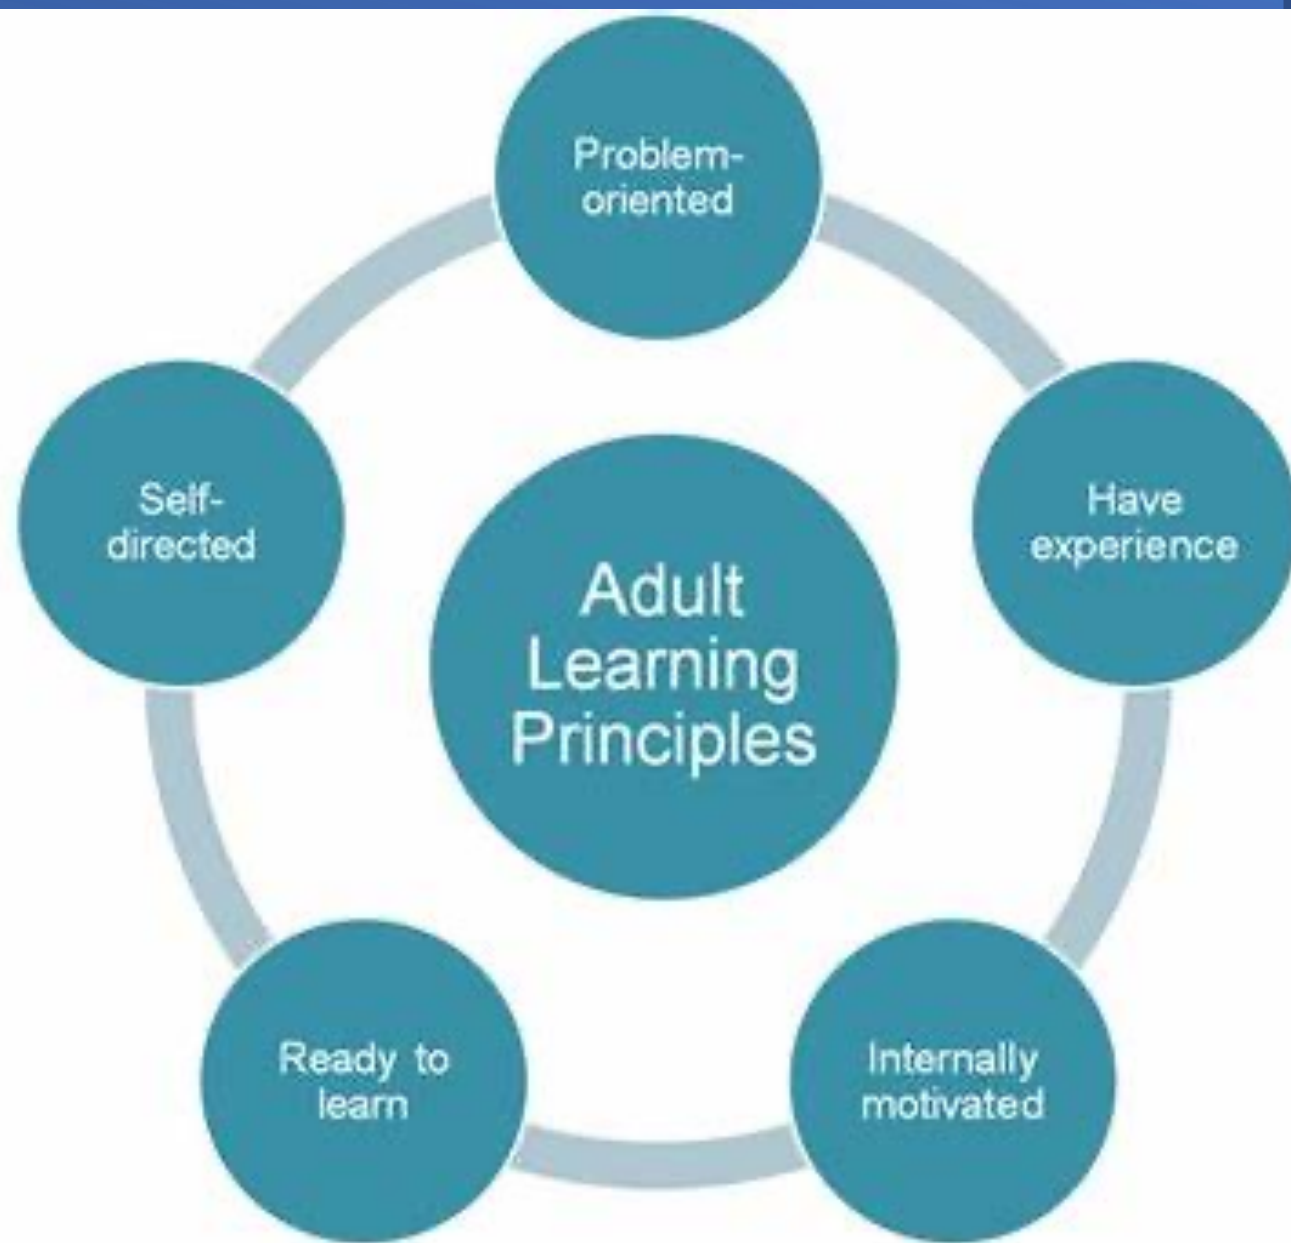 Problem-
oriented
Self-
directed
Have
experience
Adult
Learning
Principles
Ready to
learn
Internally
motivated